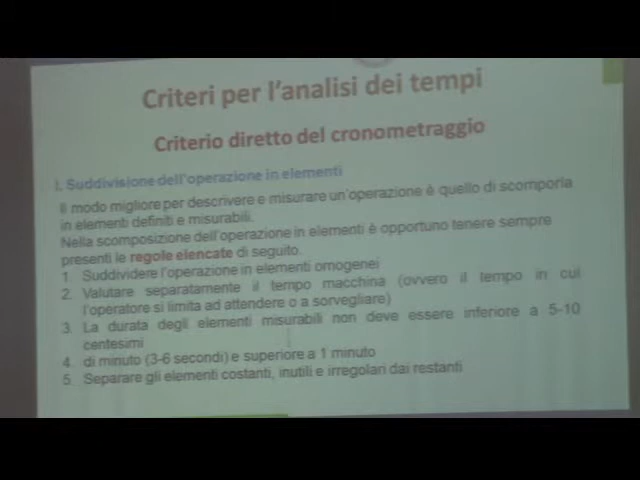 Criteri per l'analisi dei tempi
Criterio diretto del cronometraggio
I. Suddivisione dell'operazione in elementi
Il modo migliore per descrivere e misurare un'operazione è quello di scomporla
in elementi definiti e misurabili.
Nella scomposizione dell'operazione in elementi è opportuno tenere sempre
presenti le regole elencate di seguito.
1. Suddividere l'operazione in elementi omogenei
2. Valutare separatamente il tempo macchina (ovvero il tempo in cui
l'operatore si limita ad attendere o a sorvegliare)
3. La durata degli elementi misurabili non deve essere inferiore a 5-10
centesimi
4. di minuto (3-6 secondi) e superiore a 1 minuto
5. Separare gli elementi costanti, inutili e irregolari dai restanti